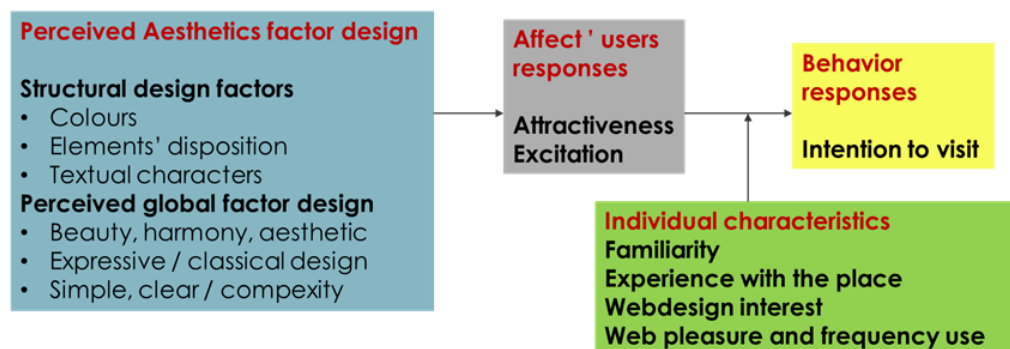 Perceived Aesthetics factor design
Structural design factors
• Colours
• Elements' disposition
• Textual characters
Perceived global factor design
• Beauty, harmony, aesthetic
• Expressive / classical design
• Simple, clear / compexity
Affect ' users
responses
Attractiveness
Excitation
Behavior
responses
Intention to visit
Individual characteristics
Familiarity
Experience with the place
Webdesign interest
Web pleasure and frequency use